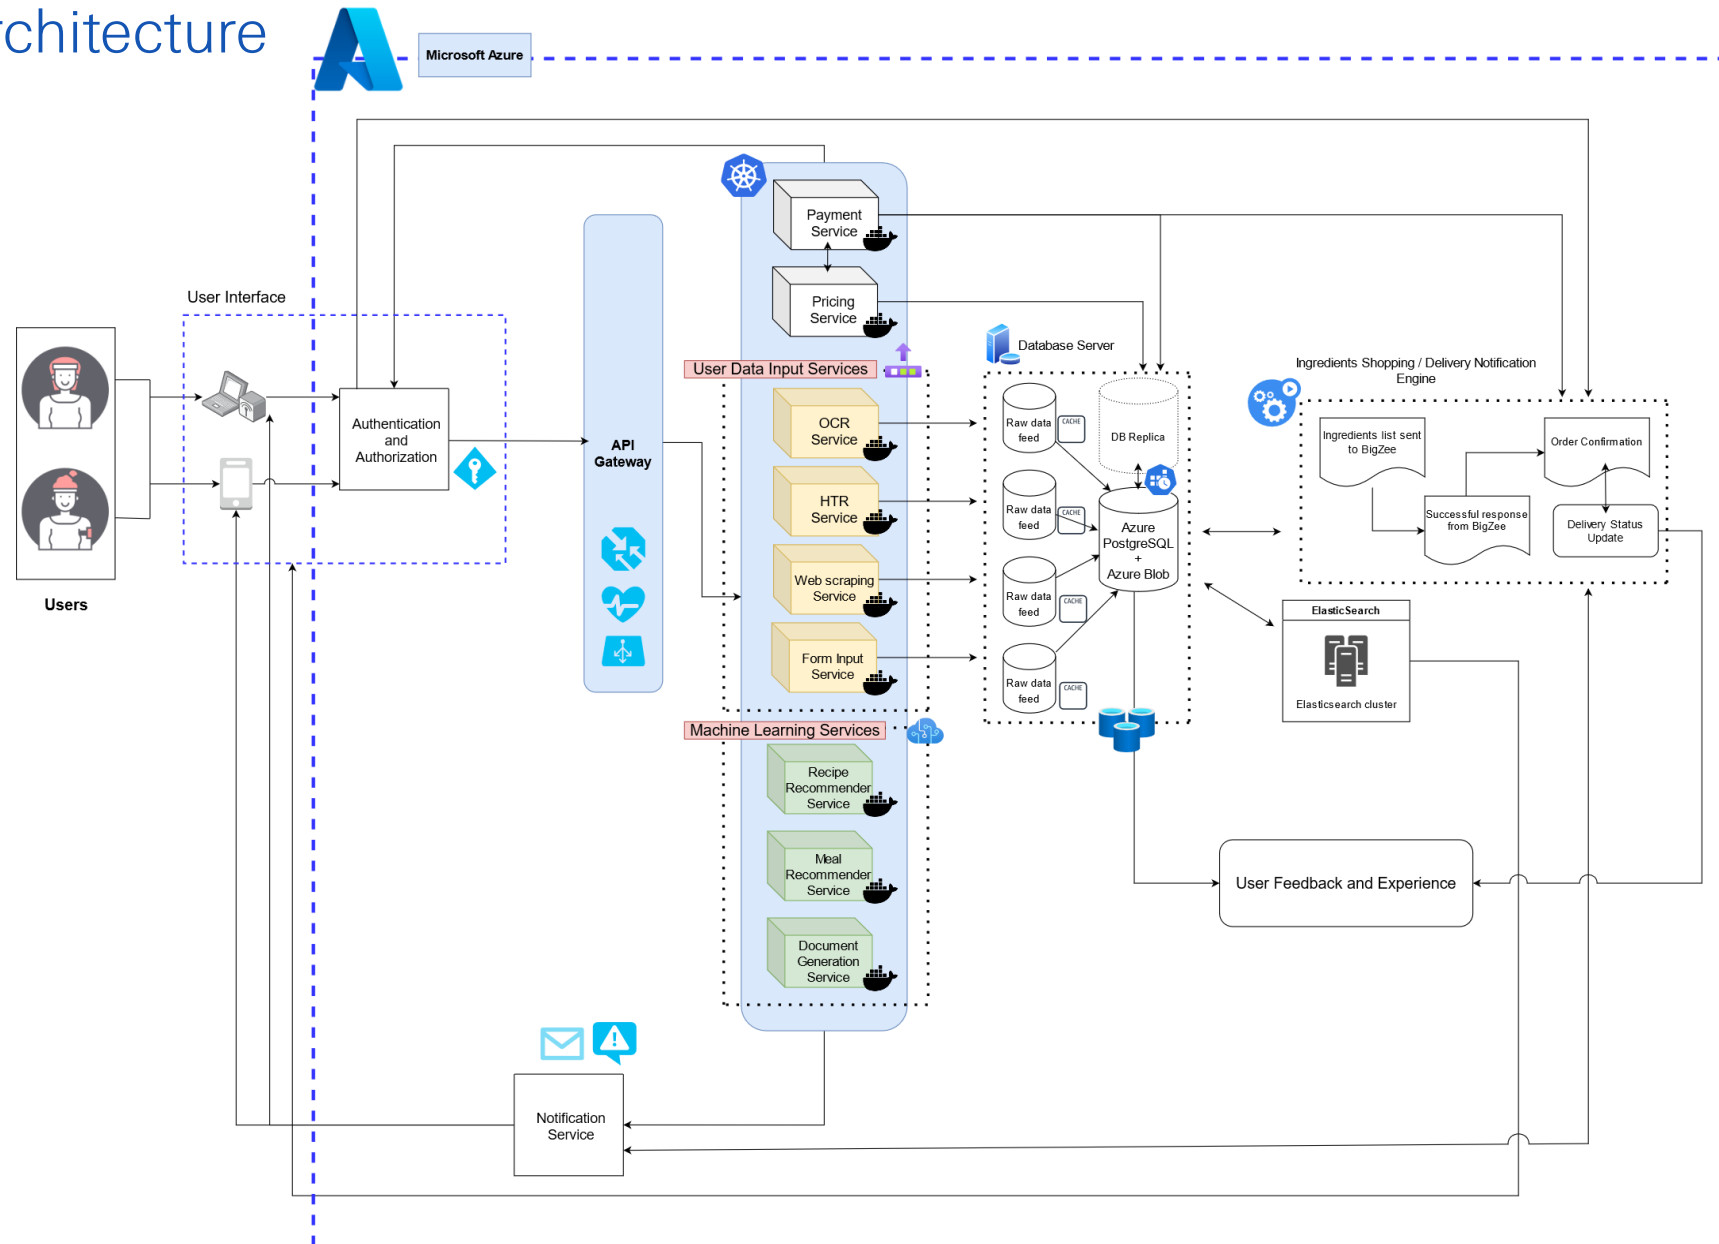 rchitecture
Microsoft Azure
User Interface
Users
Authentication
and
Authorization
API
Gateway
Payment
Service
Pricing
Service
User Data Input Services
OCR
Service
HTR
Service
Web scraping
Service
Form Input
Service
Machine Learning Services
Recipe
Recommender
Service
Meal
Recommender
Service
Document
Generation
Service
Notification
Service
Database Server
Raw data
feed
CACHE
Raw data
feed
CACHE
Raw data
feed
CACHE
Raw data
feed
CACHE
DB Replica
Azure
PostgreSQL
+
Azure Blob
Ingredients Shopping / Delivery Notification
Engine
Ingredients list sent
to BigZee
Order Confirmation
Successful response
from BigZee
Delivery Status
Update
ElasticSearch
Elasticsearch cluster
User Feedback and Experience